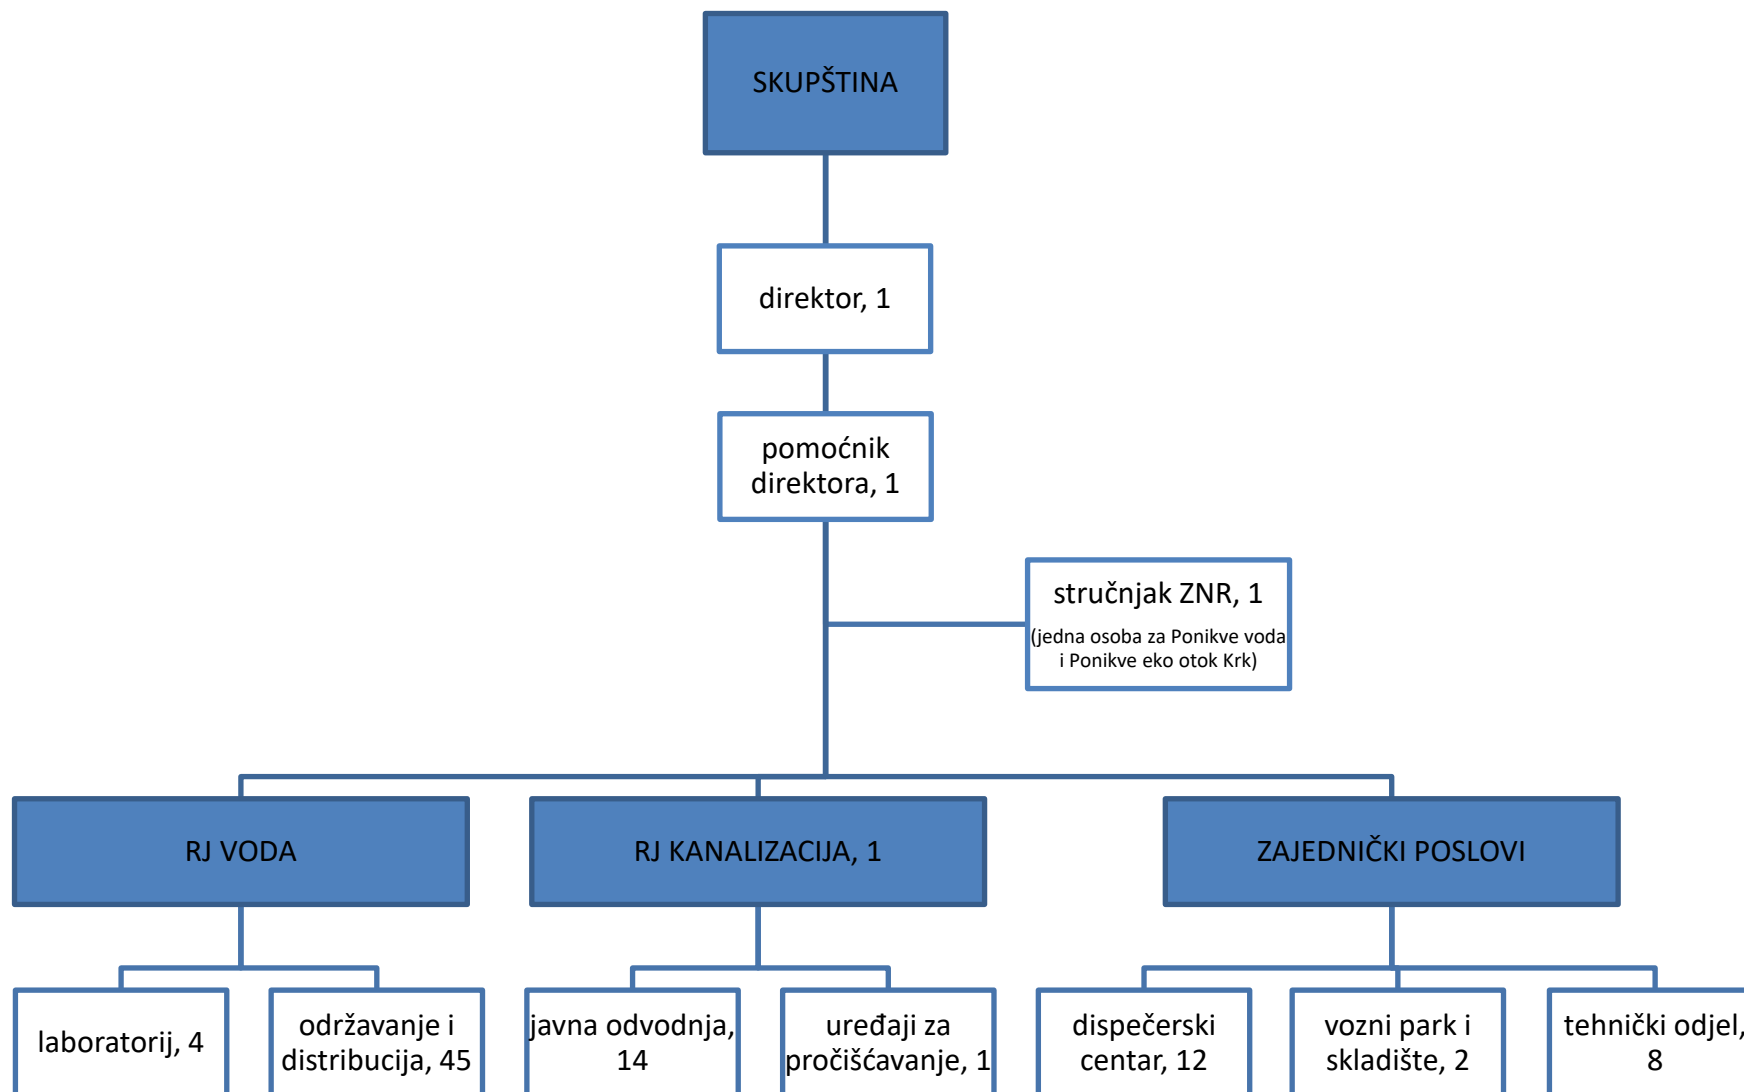 SKUPŠTINA
direktor, 1
pomoćnik
direktora, 1
stručnjak ZNR, 1
(jedna osoba za Ponikve voda
i Ponikve eko otok Krk)
RJ VODA
RJ KANALIZACIJA, 1
ZAJEDNIČKI POSLOVI
laboratorij, 4
održavanje i
distribucija, 45
javna odvodnja,
14
uređaji za
pročišćavanje, 1
dispečerski
centar, 12
vozni park i
skladište, 2
tehnički odjel,
8